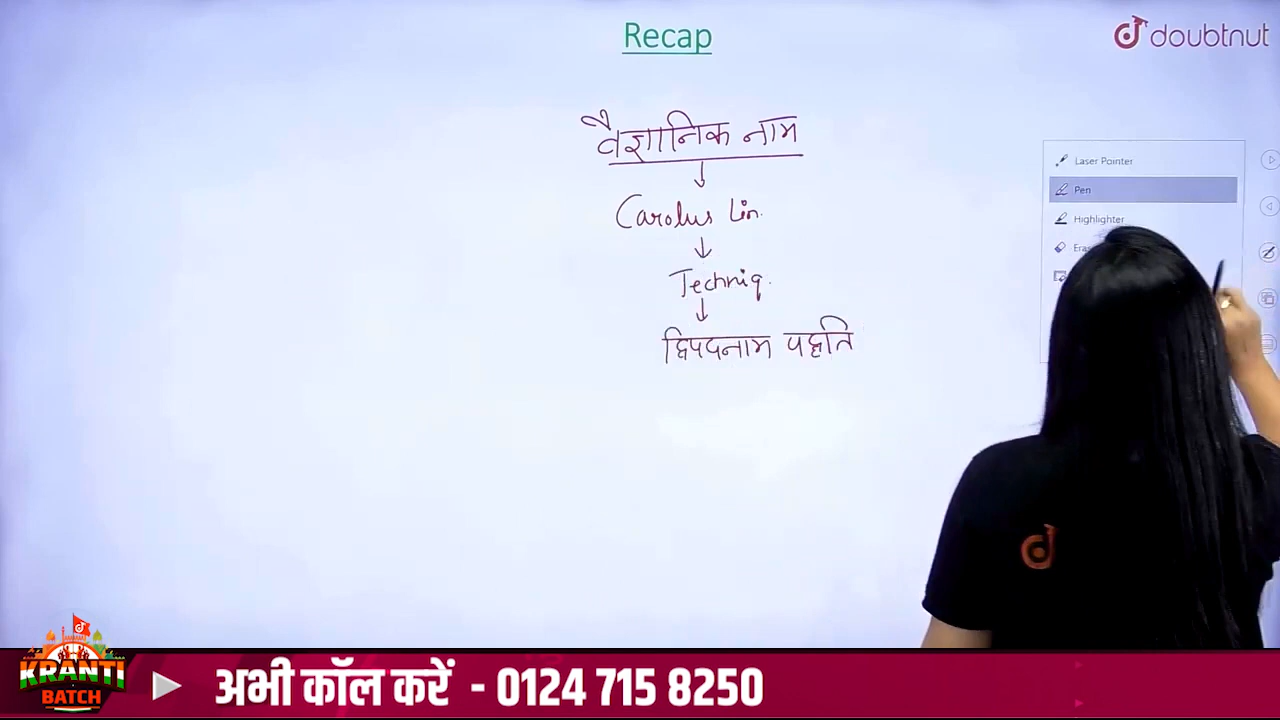 Recap
doubtnut
वैज्ञानिक नाम
Carolus Lin.
Techniq.
द्विपदनाम पद्धति
Laser Pointer
Pen
Highlighter
Eras
KRANTI
BATCH
अभी कॉल करें - 0124 715 8250